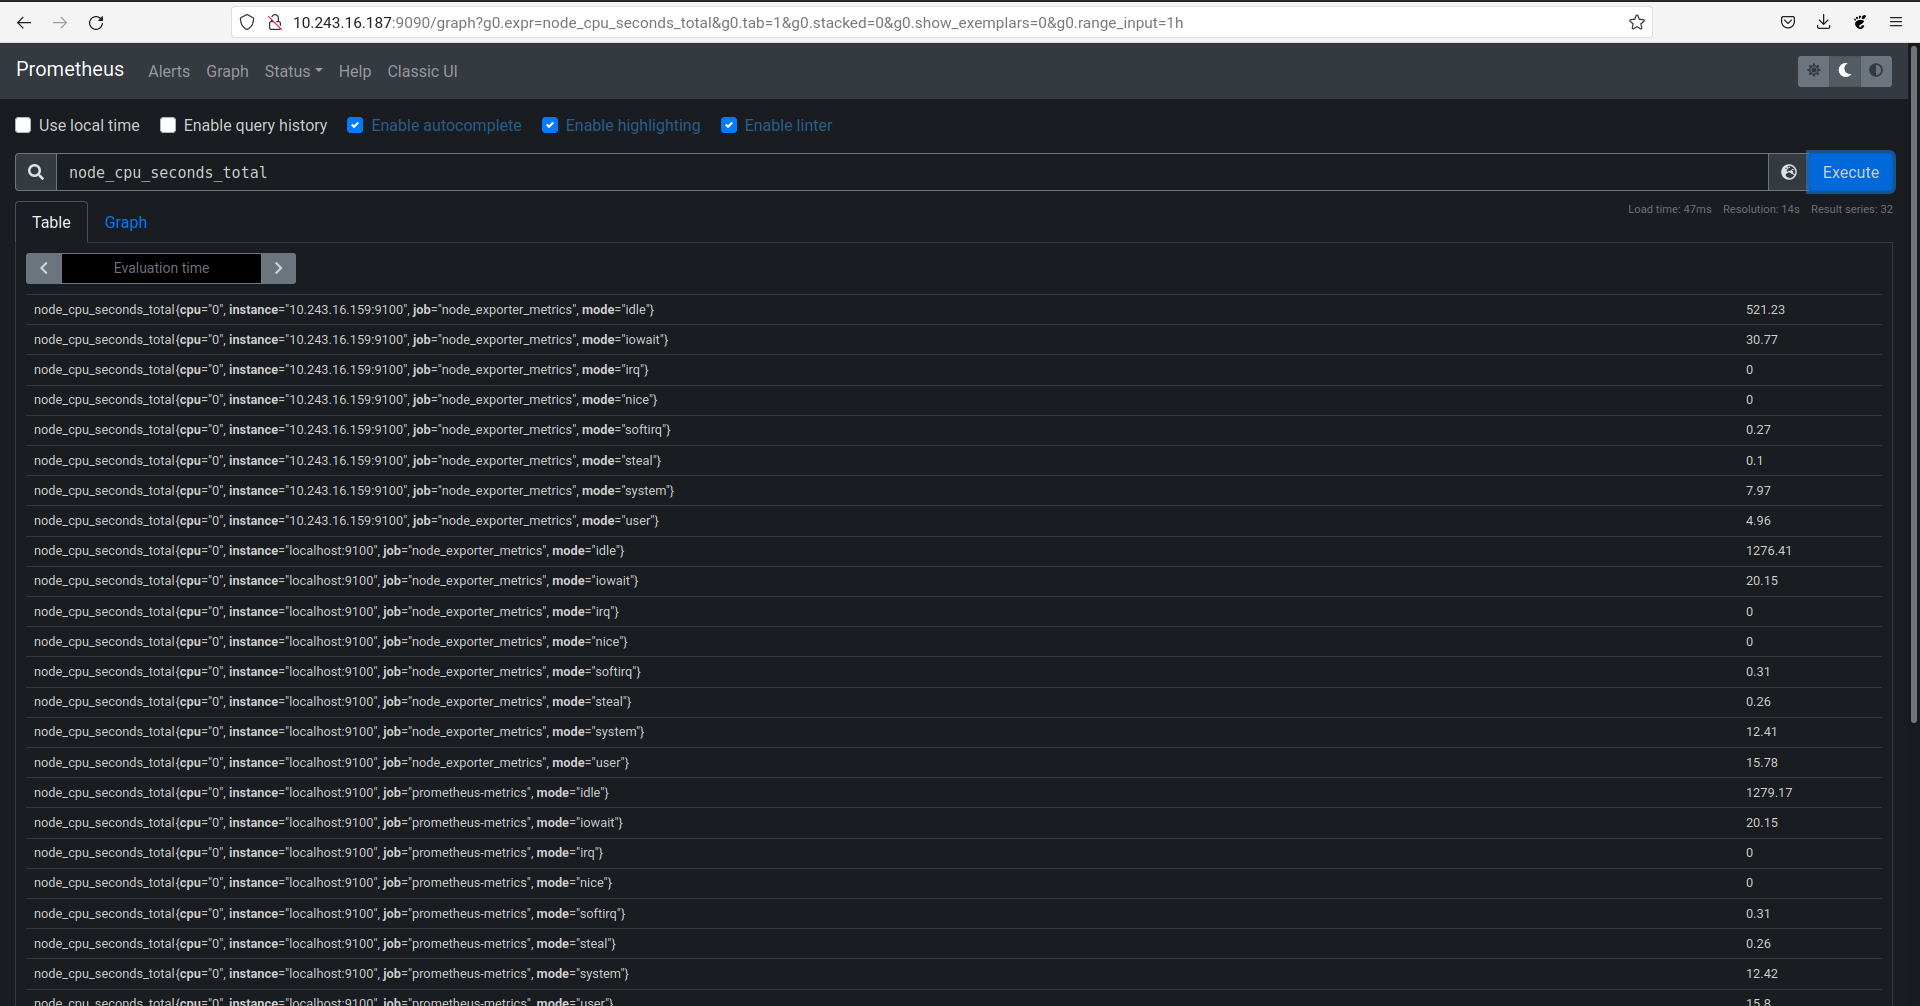 10.243.16.187:9090/graph?g0.expr=node_cpu_seconds_total&g0.tab=1&g0.stacked=0&g0.show_exemplars=0&g0.range_input=1h
Prometheus Alerts Graph Status Help Classic UI
Use local time Enable query history Enable autocomplete Enable highlighting Enable linter
node_cpu_seconds_total Execute
Table Graph Load time: 47ms Resolution: 14s Result series: 32
Evaluation time
node_cpu_seconds_total{cpu="0", instance="10.243.16.159:9100", job="node_exporter_metrics", mode="idle"} 521.23
node_cpu_seconds_total{cpu="0", instance="10.243.16.159:9100", job="node_exporter_metrics", mode="iowait"} 30.77
node_cpu_seconds_total{cpu="0", instance="10.243.16.159:9100", job="node_exporter_metrics", mode="irq"} 0
node_cpu_seconds_total{cpu="0", instance="10.243.16.159:9100", job="node_exporter_metrics", mode="nice"} 0
node_cpu_seconds_total{cpu="0", instance="10.243.16.159:9100", job="node_exporter_metrics", mode="softirq"} 0.27
node_cpu_seconds_total{cpu="0", instance="10.243.16.159:9100", job="node_exporter_metrics", mode="steal"} 0.1
node_cpu_seconds_total{cpu="0", instance="10.243.16.159:9100", job="node_exporter_metrics", mode="system"} 7.97
node_cpu_seconds_total{cpu="0", instance="10.243.16.159:9100", job="node_exporter_metrics", mode="user"} 4.96
node_cpu_seconds_total{cpu="0", instance="localhost:9100", job="node_exporter_metrics", mode="idle"} 1276.41
node_cpu_seconds_total{cpu="0", instance="localhost:9100", job="node_exporter_metrics", mode="iowait"} 20.15
node_cpu_seconds_total{cpu="0", instance="localhost:9100", job="node_exporter_metrics", mode="irq"} 0
node_cpu_seconds_total{cpu="0", instance="localhost:9100", job="node_exporter_metrics", mode="nice"} 0
node_cpu_seconds_total{cpu="0", instance="localhost:9100", job="node_exporter_metrics", mode="softirq"} 0.31
node_cpu_seconds_total{cpu="0", instance="localhost:9100", job="node_exporter_metrics", mode="steal"} 0.26
node_cpu_seconds_total{cpu="0", instance="localhost:9100", job="node_exporter_metrics", mode="system"} 12.41
node_cpu_seconds_total{cpu="0", instance="localhost:9100", job="node_exporter_metrics", mode="user"} 15.78
node_cpu_seconds_total{cpu="0", instance="localhost:9100", job="prometheus-metrics", mode="idle"} 1279.17
node_cpu_seconds_total{cpu="0", instance="localhost:9100", job="prometheus-metrics", mode="iowait"} 20.15
node_cpu_seconds_total{cpu="0", instance="localhost:9100", job="prometheus-metrics", mode="irq"} 0
node_cpu_seconds_total{cpu="0", instance="localhost:9100", job="prometheus-metrics", mode="nice"} 0
node_cpu_seconds_total{cpu="0", instance="localhost:9100", job="prometheus-metrics", mode="softirq"} 0.31
node_cpu_seconds_total{cpu="0", instance="localhost:9100", job="prometheus-metrics", mode="steal"} 0.26
node_cpu_seconds_total{cpu="0", instance="localhost:9100", job="prometheus-metrics", mode="system"} 12.42
node_cpu_seconds_total{cpu="0", instance="localhost:9100", job="prometheus-metrics", mode="user"} 15.8